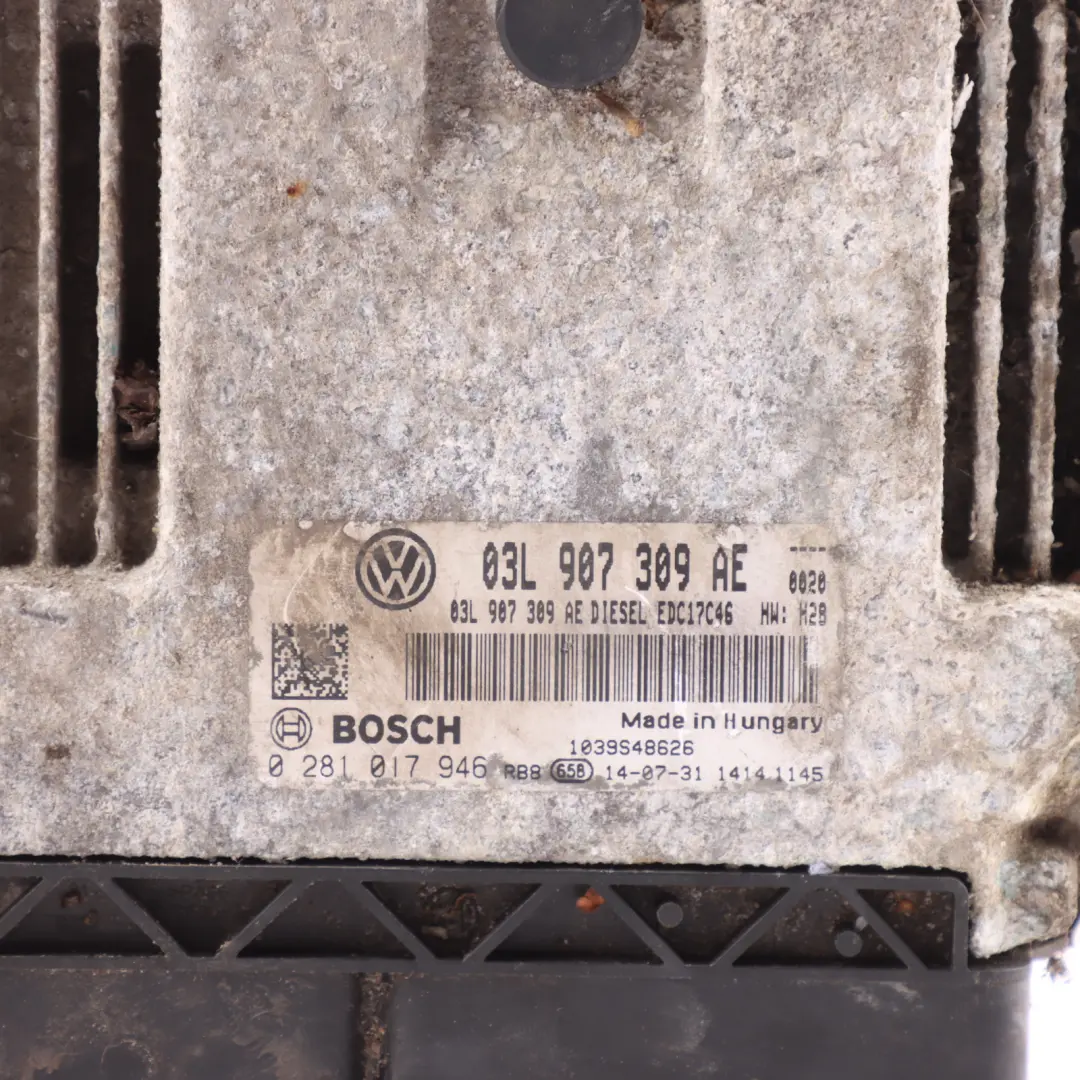 03L 907 309 AE ----
0020
03L 907 309 AE DIESEL EDC17C46 HW: H28
BOSCH
Made in Hungary
1039S48626
0 281 017 946 RB8 65B 14-07-31 1414 1145